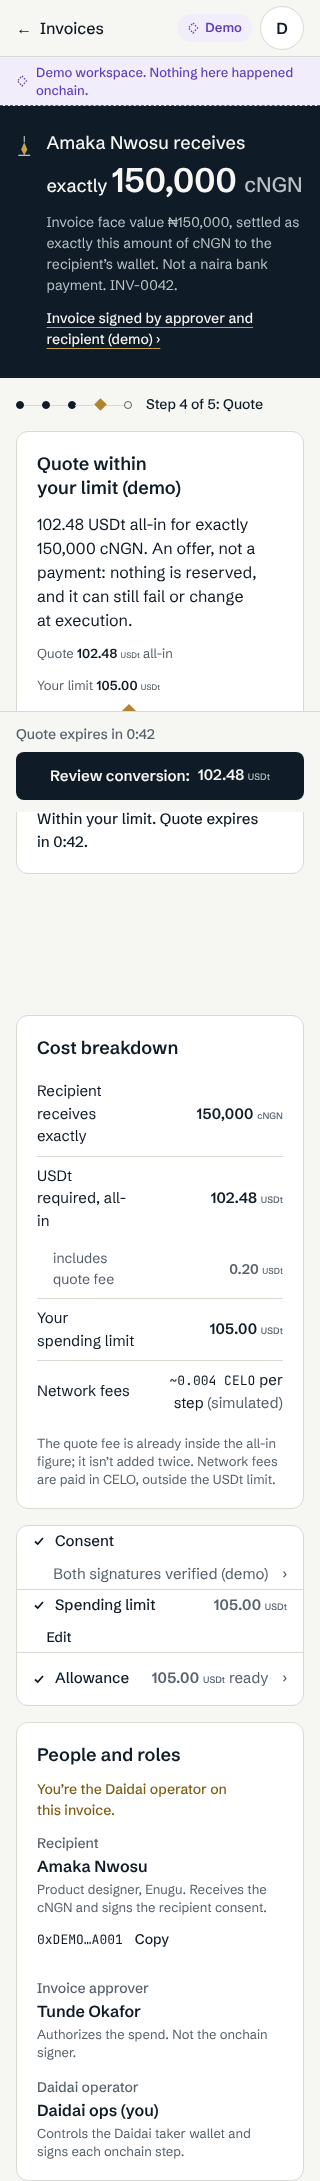 ← Invoices
Demo
D
Demo workspace. Nothing here happened
onchain.
Amaka Nwosu receives
exactly 150,000 cNGN
Invoice face value ₦150,000, settled as
exactly this amount of cNGN to the
recipient’s wallet. Not a naira bank
payment. INV-0042.
Invoice signed by approver and
recipient (demo) ›
Step 4 of 5: Quote
Quote within
your limit (demo)
102.48 USDt all-in for exactly
150,000 cNGN. An offer, not a
payment: nothing is reserved,
and it can still fail or change
at execution.
Quote 102.48 USDt all-in
Your limit 105.00 USDt
Quote expires in 0:42
Review conversion: 102.48 USDt
Within your limit. Quote expires
in 0:42.
Cost breakdown
Recipient
receives
exactly
150,000 cNGN
USDt
required, all-
in
102.48 USDt
includes
quote fee
0.20 USDt
Your
spending limit
105.00 USDt
Network fees
~0.004 CELO per
step (simulated)
The quote fee is already inside the all-in
figure; it isn’t added twice. Network fees
are paid in CELO, outside the USDt limit.
Consent
Both signatures verified (demo) ›
Spending limit 105.00 USDt
Edit
Allowance 105.00 USDt ready ›
People and roles
You’re the Daidai operator on
this invoice.
Recipient
Amaka Nwosu
Product designer, Enugu. Receives the
cNGN and signs the recipient consent.
0xDEMO…A001 Copy
Invoice approver
Tunde Okafor
Authorizes the spend. Not the onchain
signer.
Daidai operator
Daidai ops (you)
Controls the Daidai taker wallet and
signs each onchain step.